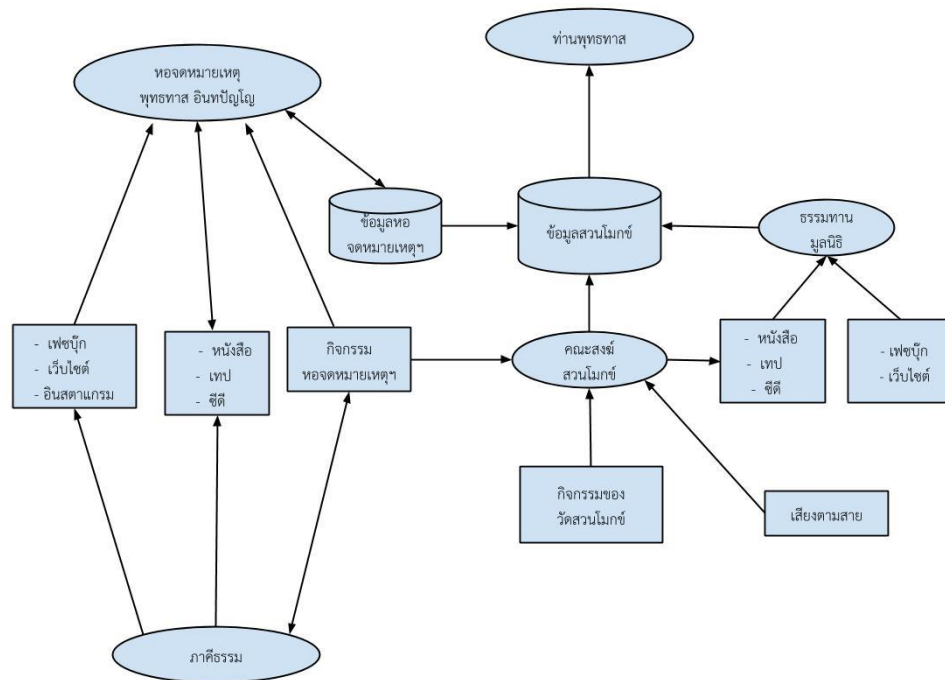 ท่านพุทธทาส
หอจดหมายเหตุ
พุทธทาส อินทปัญโญ
ข้อมูลหอ
จดหมายเหตุฯ
ข้อมูลสวนโมกข์
ธรรมทาน
มูลนิธิ
- เฟซบุ๊ก
- เว็บไซต์
- อินสตาแกรม
- หนังสือ
- เทป
- ซีดี
กิจกรรม
หอจดหมายเหตุฯ
คณะสงฆ์
สวนโมกข์
- หนังสือ
- เทป
- ซีดี
- เฟซบุ๊ก
- เว็บไซต์
กิจกรรมของ
วัดสวนโมกข์
เสียงตามสาย
ภาคีธรรม